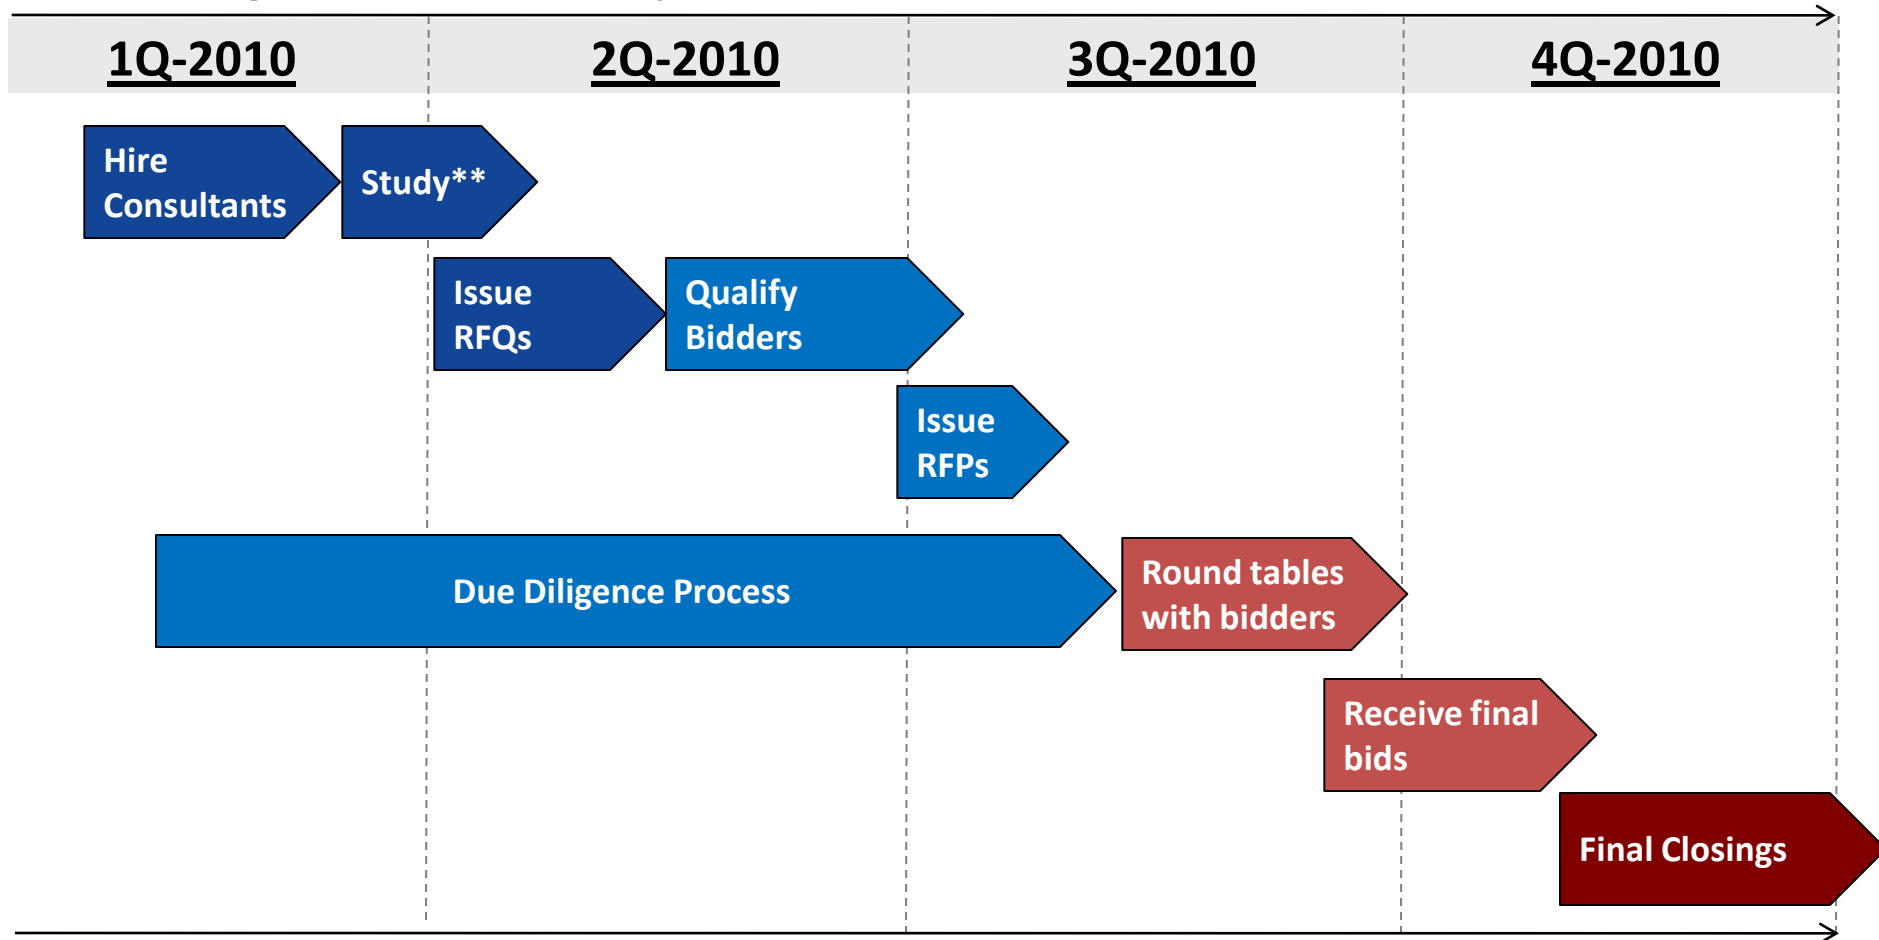 1Q-2010
2Q-2010
3Q-2010
4Q-2010
Hire
Consultants
Study**
Issue
RFQs
Qualify
Bidders
Issue
RFPs
Due Diligence Process
Round tables
with bidders
Receive final
bids
Final Closings